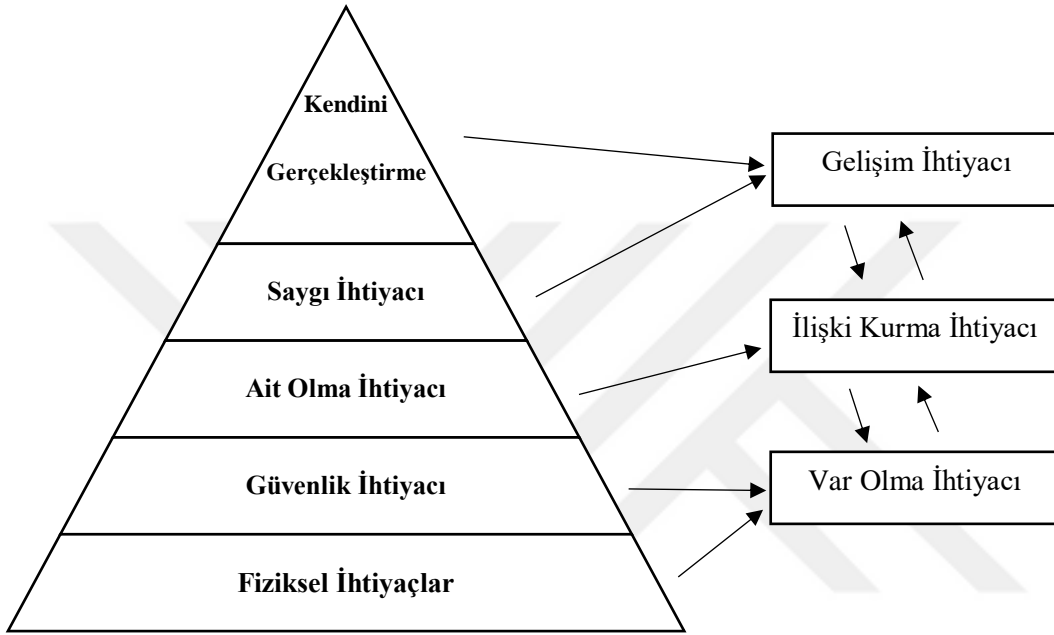 Kendini
Gerçekleştirme
Saygı İhtiyacı
Ait Olma İhtiyacı
Güvenlik İhtiyacı
Fiziksel İhtiyaçlar
Gelişim İhtiyacı
İlişki Kurma İhtiyacı
Var Olma İhtiyacı